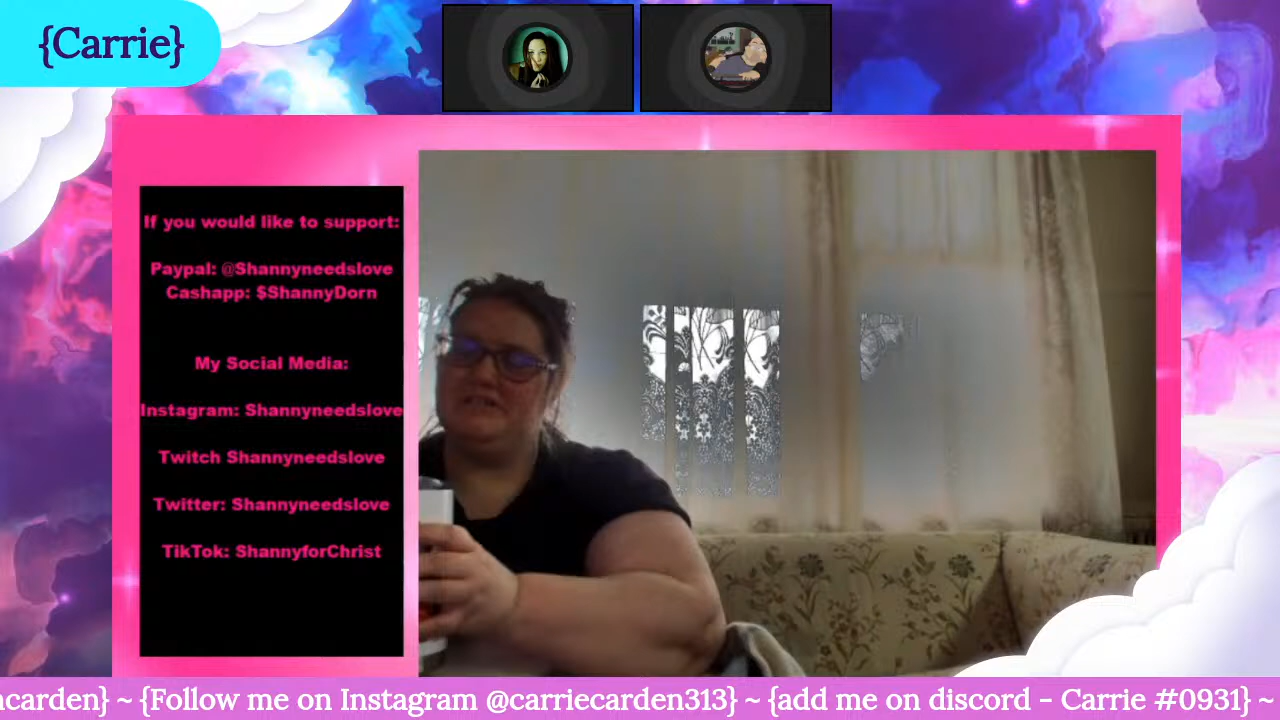 {Carrie}
If you would like to support:
Paypal: @Shannyneedslove
Cashapp: $ShannyDorn
My Social Media:
Instagram: Shannyneedslove
Twitch Shannyneedslove
Twitter: Shannyneedslove
TikTok: ShannyforChrist
ncarden} ~ {Follow me on Instagram @carriecarden313} ~ {add me on discord - Carrie #0931} ~